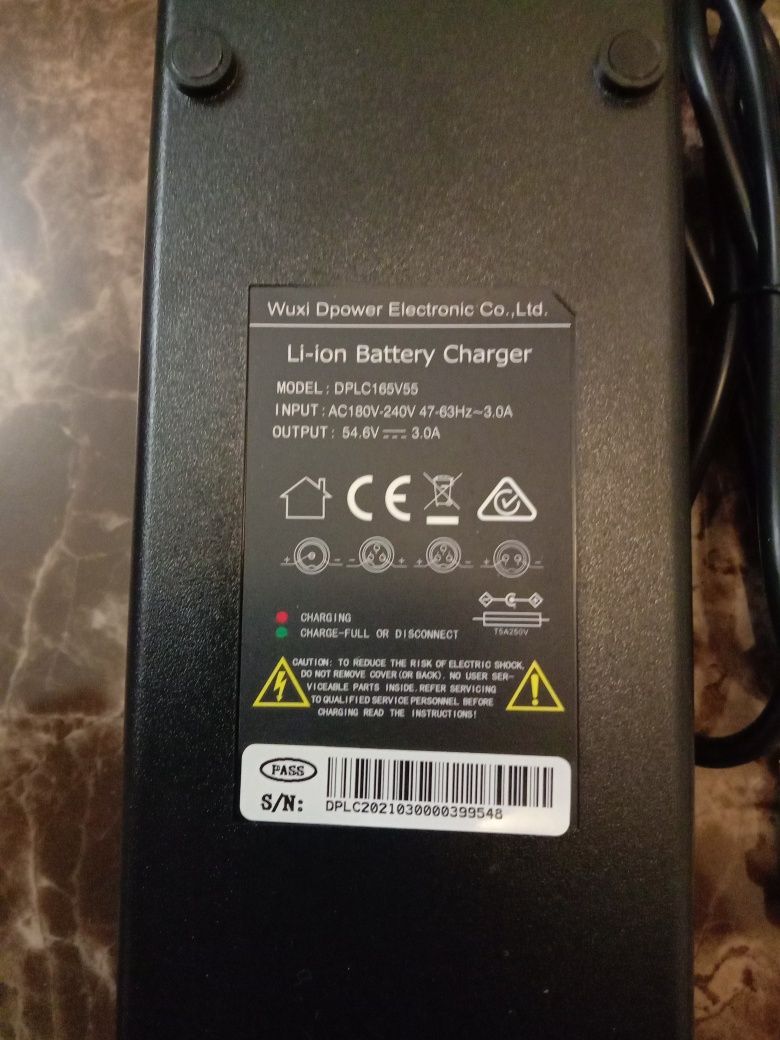 Wuxi Dpower Electronic Co.,Ltd.
Li-ion Battery Charger
MODEL: DPLC165V55
INPUT: AC180V-240V 47-63Hz~3.0A
OUTPUT: 54.6V⎓3.0A
CE
+ - - + + - + -
CHARGING
CHARGE-FULL OR DISCONNECT
T5A250V
CAUTION: TO REDUCE THE RISK OF ELECTRIC SHOCK,
DO NOT REMOVE COVER (OR BACK). NO USER SER-
VICEABLE PARTS INSIDE. REFER SERVICING
TO QUALIFIED SERVICE PERSONNEL BEFORE
CHARGING READ THE INSTRUCTIONS!
PASS
S/N:
DPLC2021030000399548